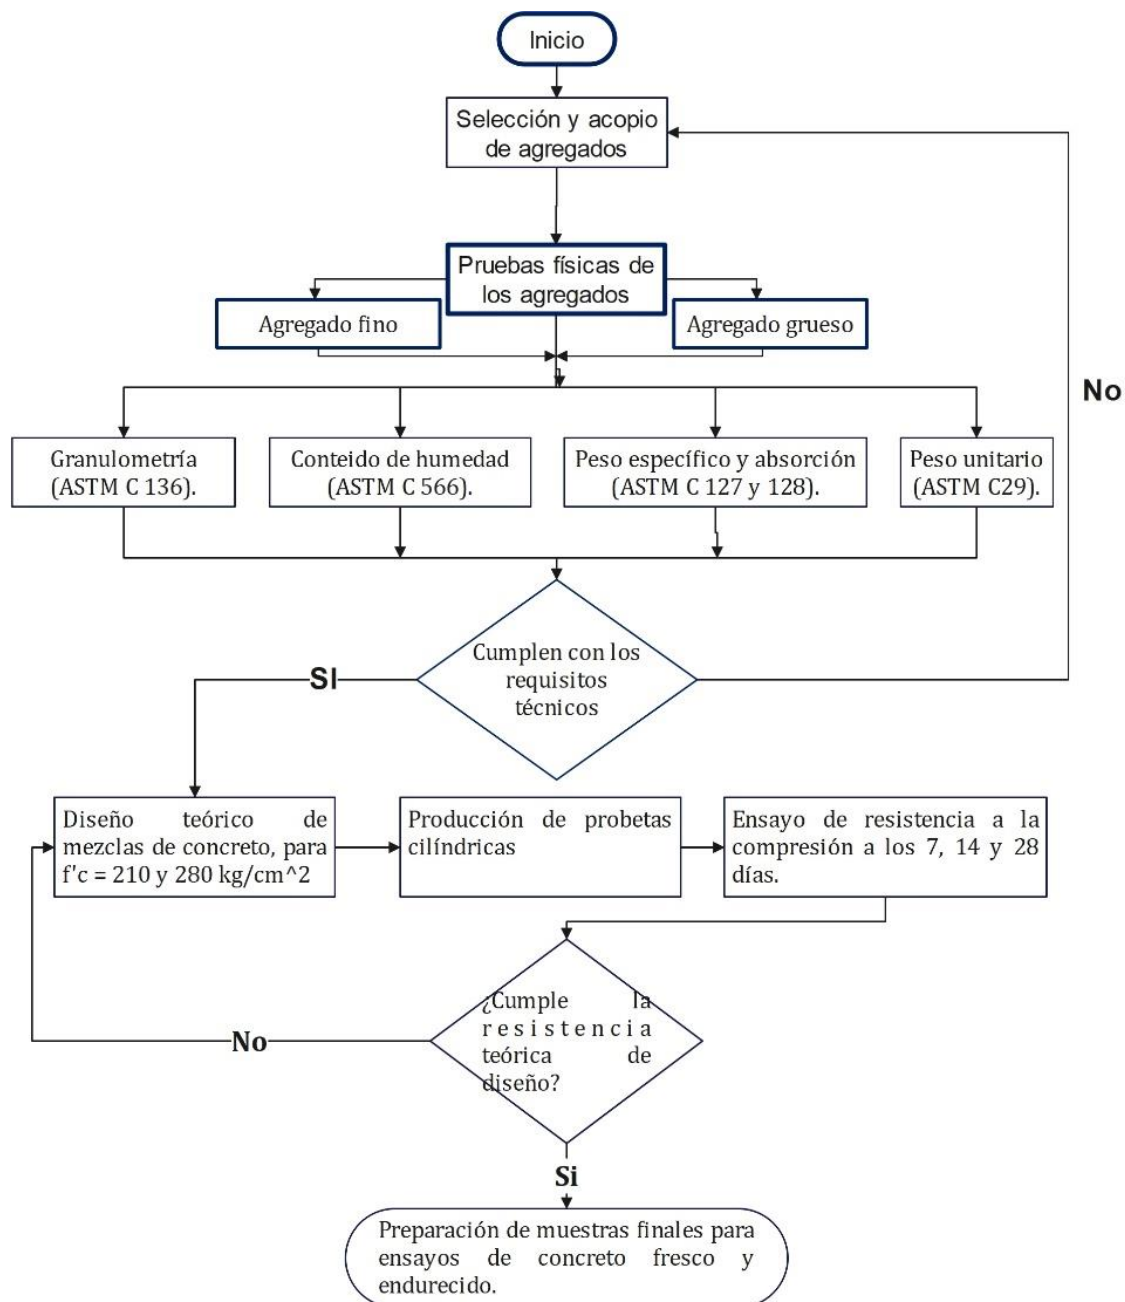 Inicio
Selección y acopio
de agregados
Pruebas físicas de
los agregados
Agregado fino
Agregado grueso
No
Granulometría
(ASTM C 136).
Conteido de humedad
(ASTM C 566).
Peso específico y absorción
(ASTM C 127 y 128).
Peso unitario
(ASTM C29).
Cumplen con los
requisitos
técnicos
SI
Diseño teórico de
mezclas de concreto, para
f'c = 210 y 280 kg/cm^2
Producción de probetas
cilíndricas
Ensayo de resistencia a la
compresión a los 7, 14 y 28
días.
¿Cumple la
resistencia
teórica de
diseño?
No
Si
Preparación de muestras finales para
ensayos de concreto fresco y
endurecido.